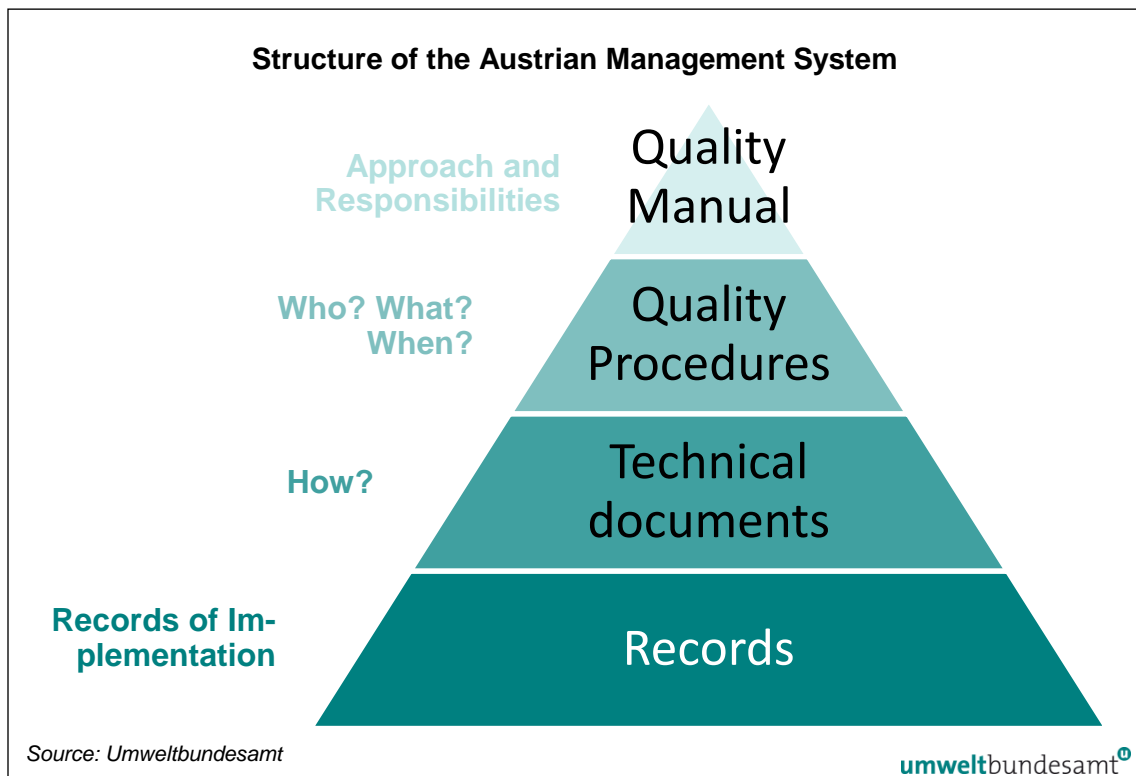 Structure of the Austrian Management System
Approach and
Responsibilities
Quality
Manual
Who? What?
When?
Quality
Procedures
How?
Technical
documents
Records of Im-
plementation
Records
Source: Umweltbundesamt
umweltbundesamt
u